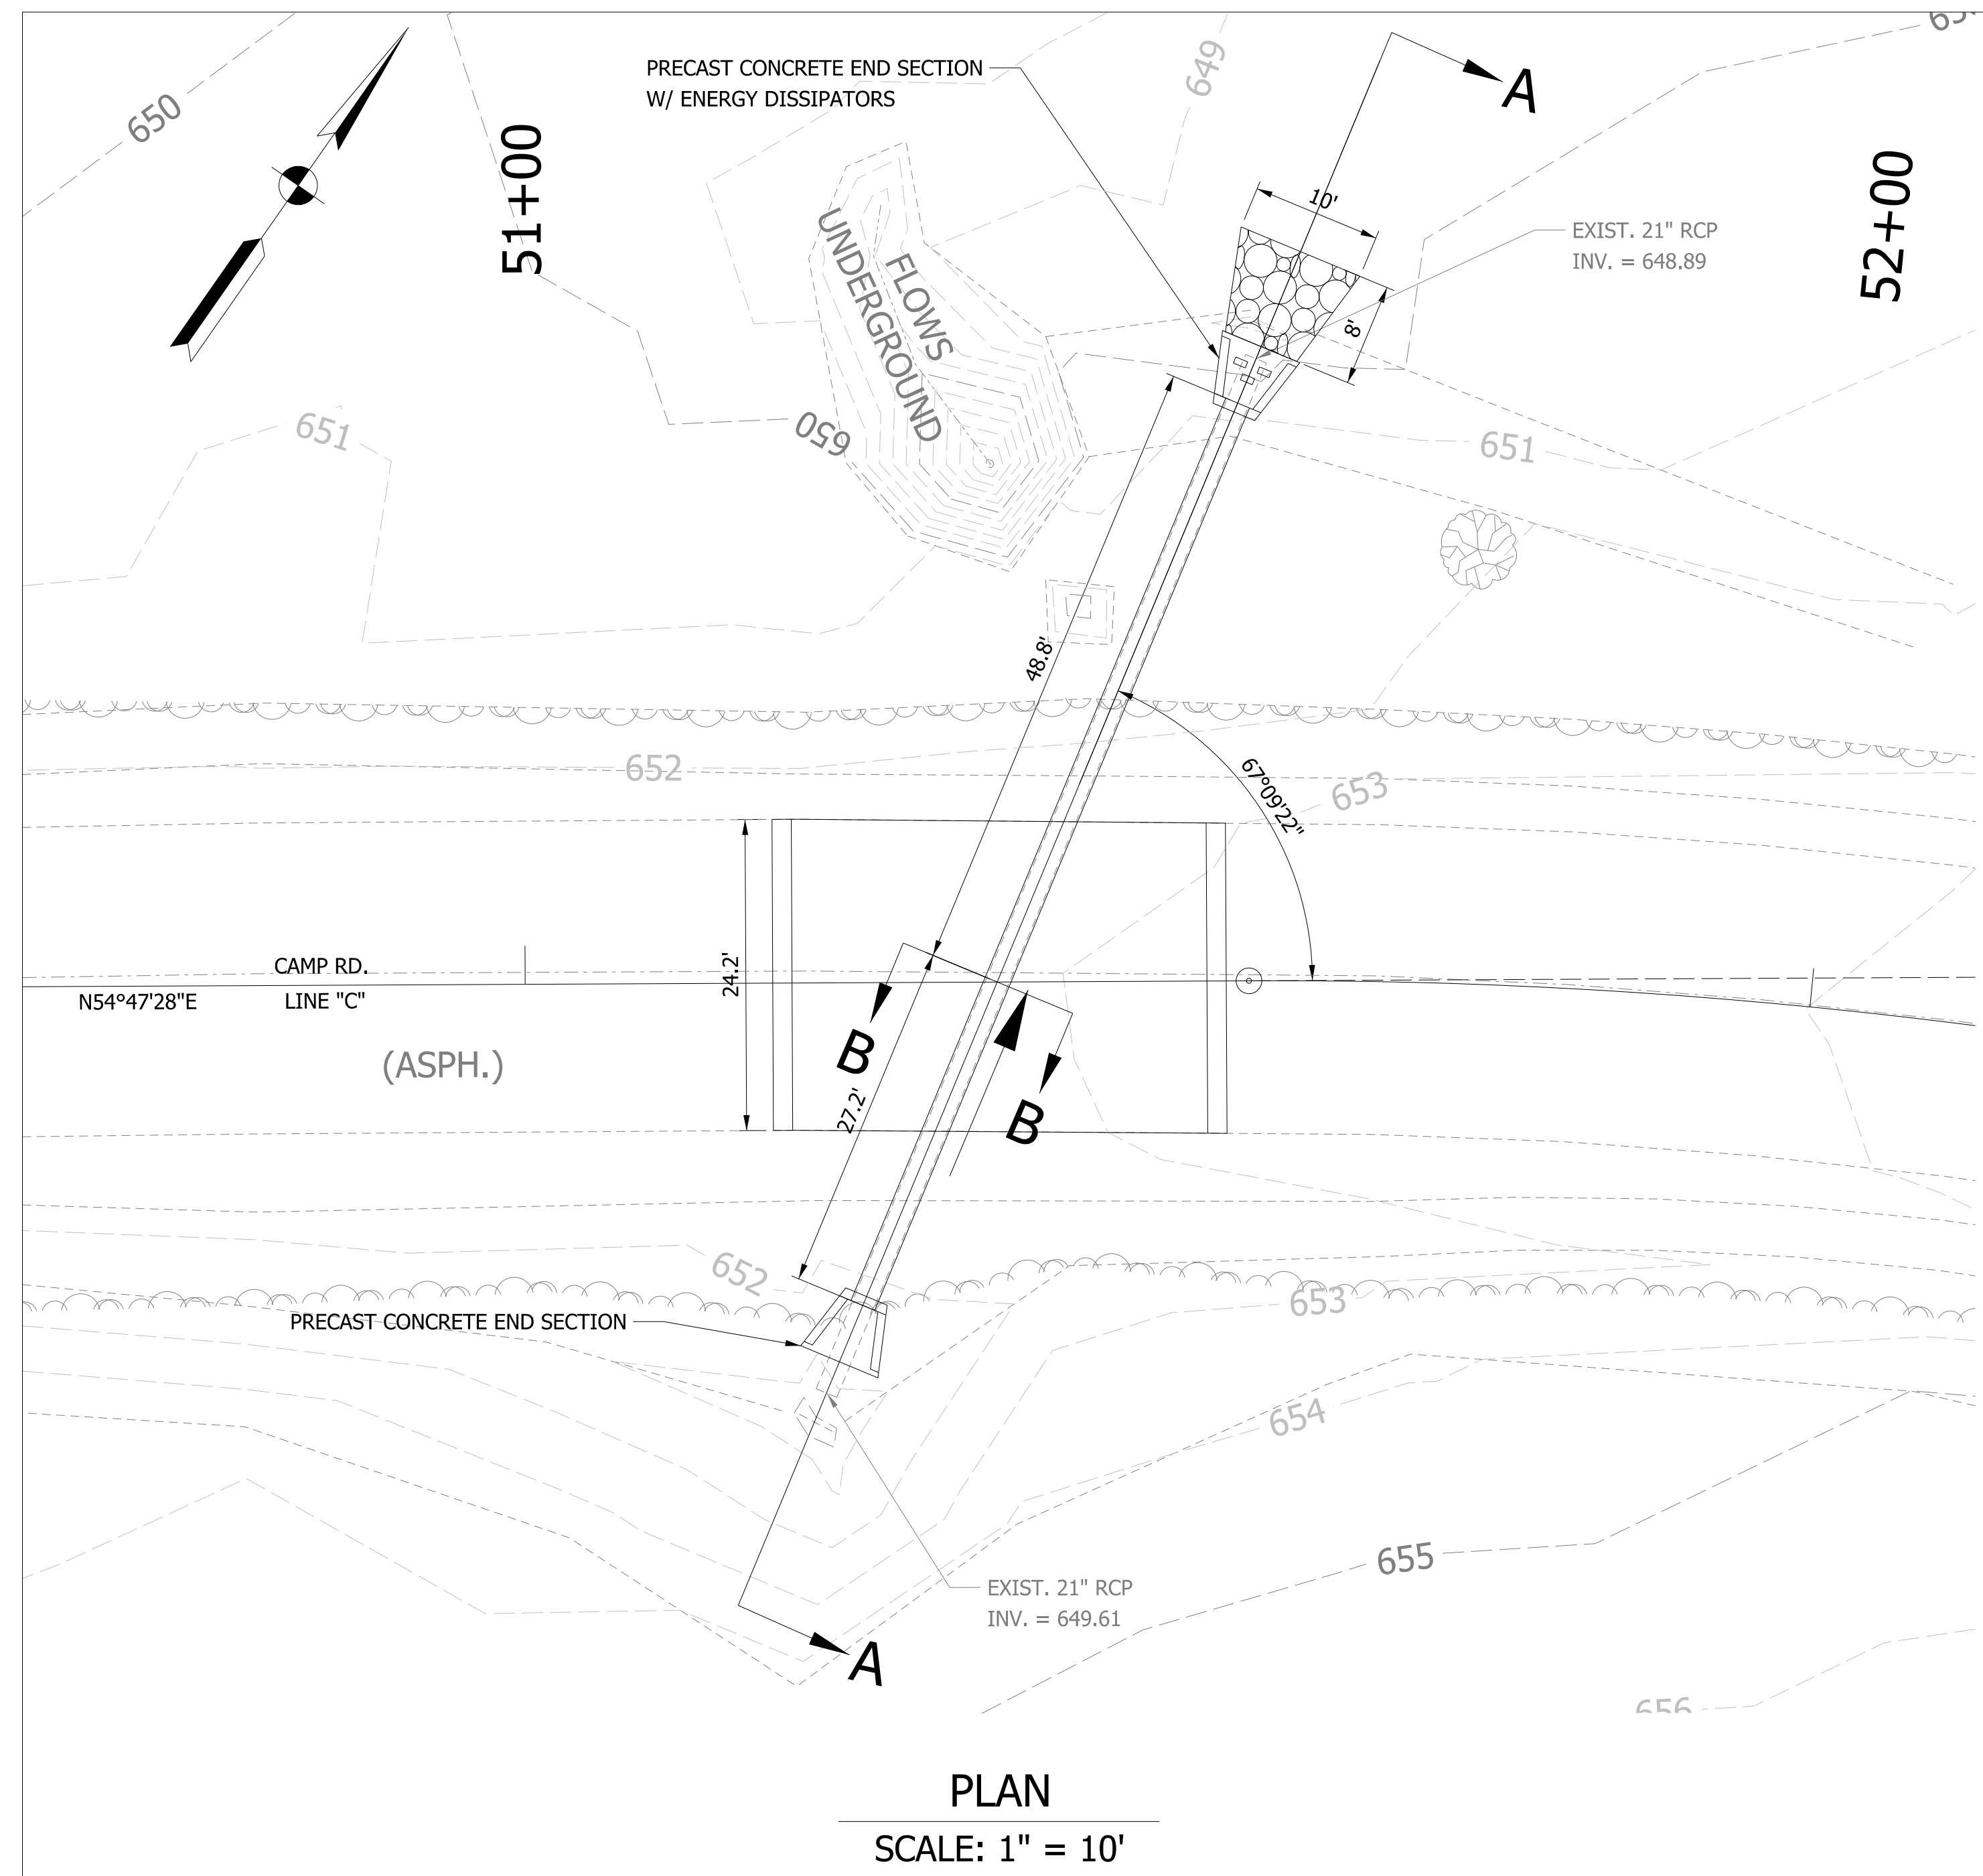 PRECAST CONCRETE END SECTION
W/ ENERGY DISSIPATORS
649
A
650
51+00
52+00
10'
EXIST. 21" RCP
INV. = 648.89
8'
FLOWS
UNDERGROUND
651
650
651
48.8'
652
653
67°09'22"
24.2'
CAMP RD.
N54°47'28"E
LINE "C"
(ASPH.)
B
B
27.2'
652
653
PRECAST CONCRETE END SECTION
654
655
EXIST. 21" RCP
INV. = 649.61
A
656
PLAN
SCALE: 1" = 10'